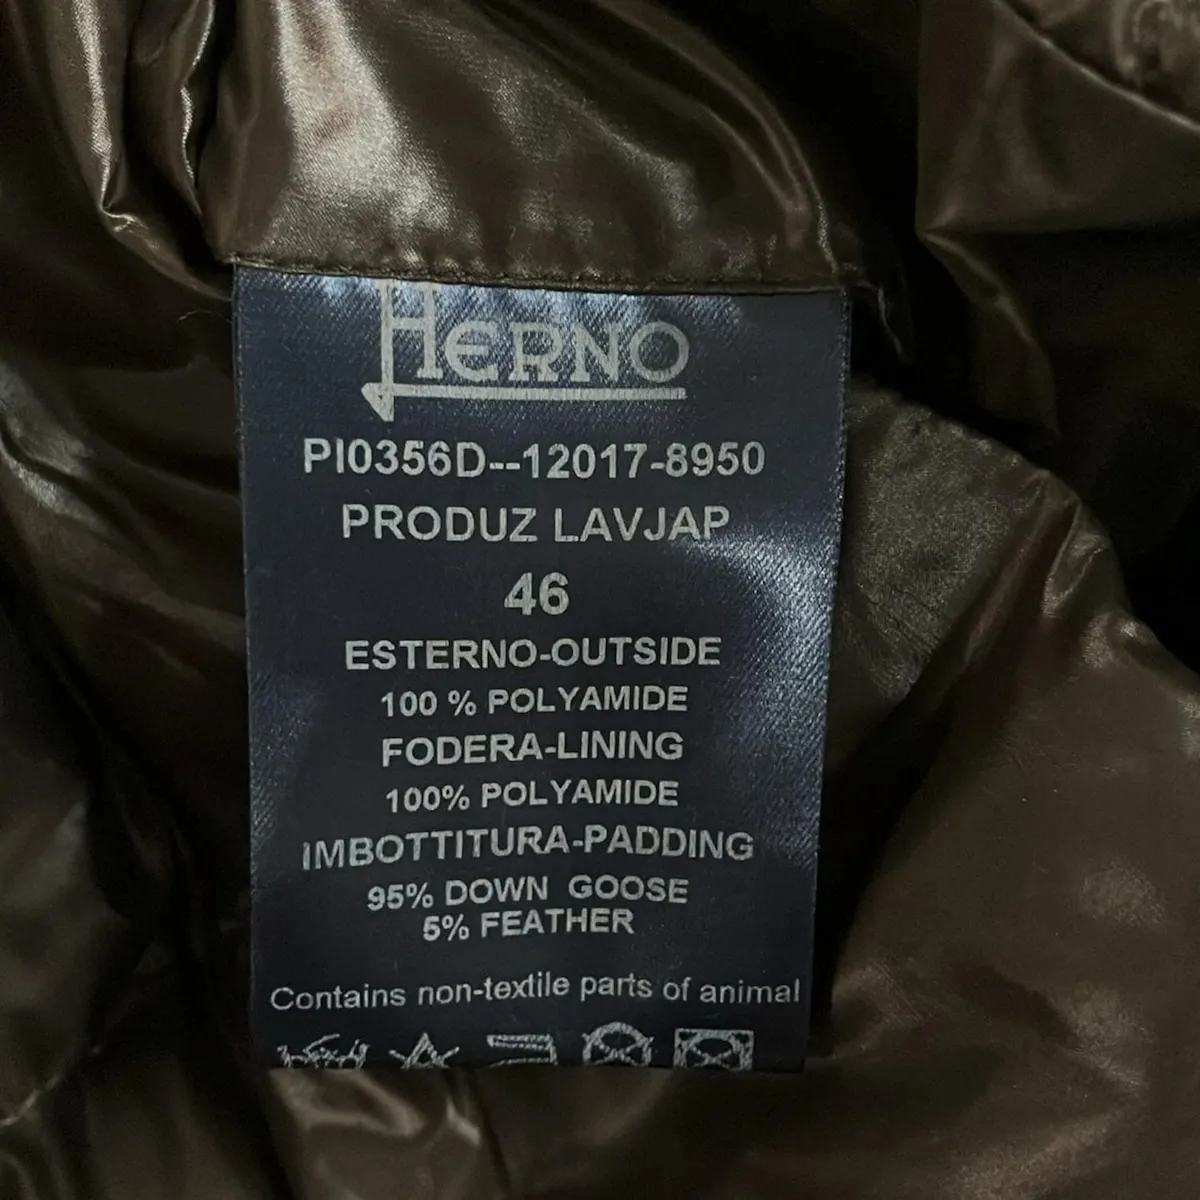 HERNO
PI0356D--12017-8950
PRODUZ LAVJAP
46
ESTERNO-OUTSIDE
100 % POLYAMIDE
FODERA-LINING
100% POLYAMIDE
IMBOTTITURA-PADDING
95% DOWN GOOSE
5% FEATHER
Contains non-textile parts of animal